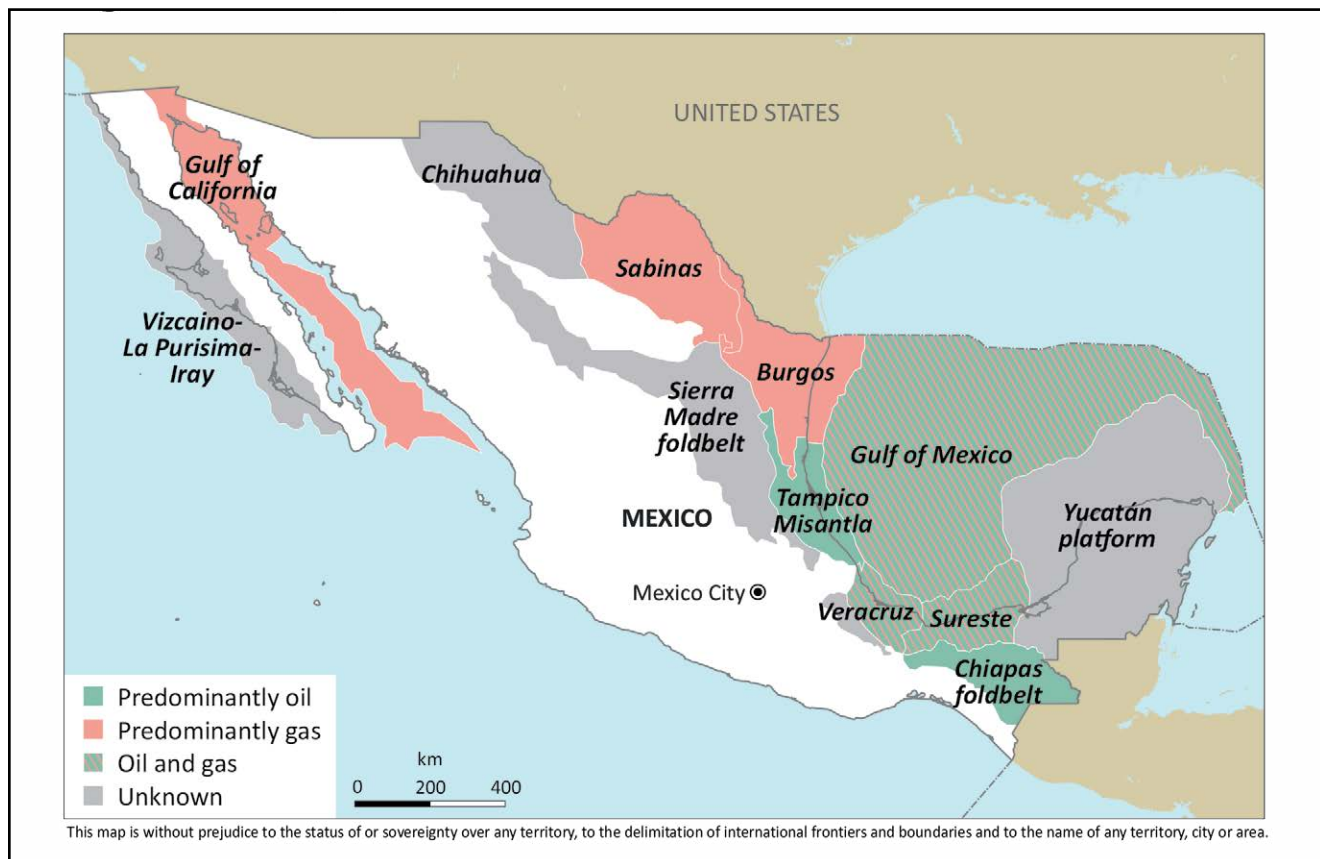 UNITED STATES
Gulf of
California
Chihuahua
Sabinas
Vizcaino-
La Purisima-
Iray
Burgos
Sierra
Madre
foldbelt
Gulf of Mexico
Tampico
Misantla
MEXICO
Yucatán
platform
Mexico City
Veracruz
Sureste
Chiapas
foldbelt
Predominantly oil
Predominantly gas
Oil and gas
Unknown
km
0 200 400
This map is without prejudice to the status of or sovereignty over any territory, to the delimitation of international frontiers and boundaries and to the name of any territory, city or area.